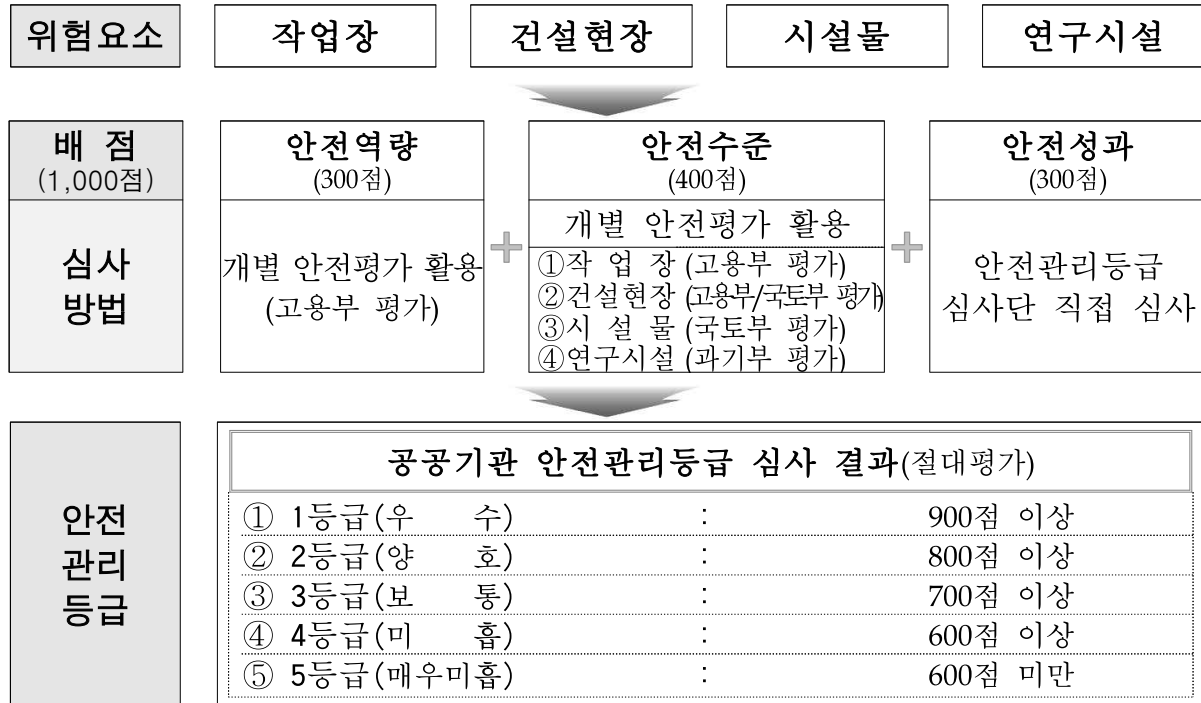 위험요소 작업장 건설현장 시설물 연구시설
배 점 안전역량 안전수준 안전성과
(1,000점) (300점) (400점) (300점)
심사
방법
개별 안전평가 활용
(고용부 평가)
+
개별 안전평가 활용
①작 업 장 (고용부 평가)
②건설현장 (고용부/국토부 평가)
③시 설 물 (국토부 평가)
④연구시설 (과기부 평가)
+
안전관리등급
심사단 직접 심사
안전
관리
등급
공공기관 안전관리등급 심사 결과(절대평가)
① 1등급(우 수) : 900점 이상
② 2등급(양 호) : 800점 이상
③ 3등급(보 통) : 700점 이상
④ 4등급(미 흡) : 600점 이상
⑤ 5등급(매우미흡) : 600점 미만